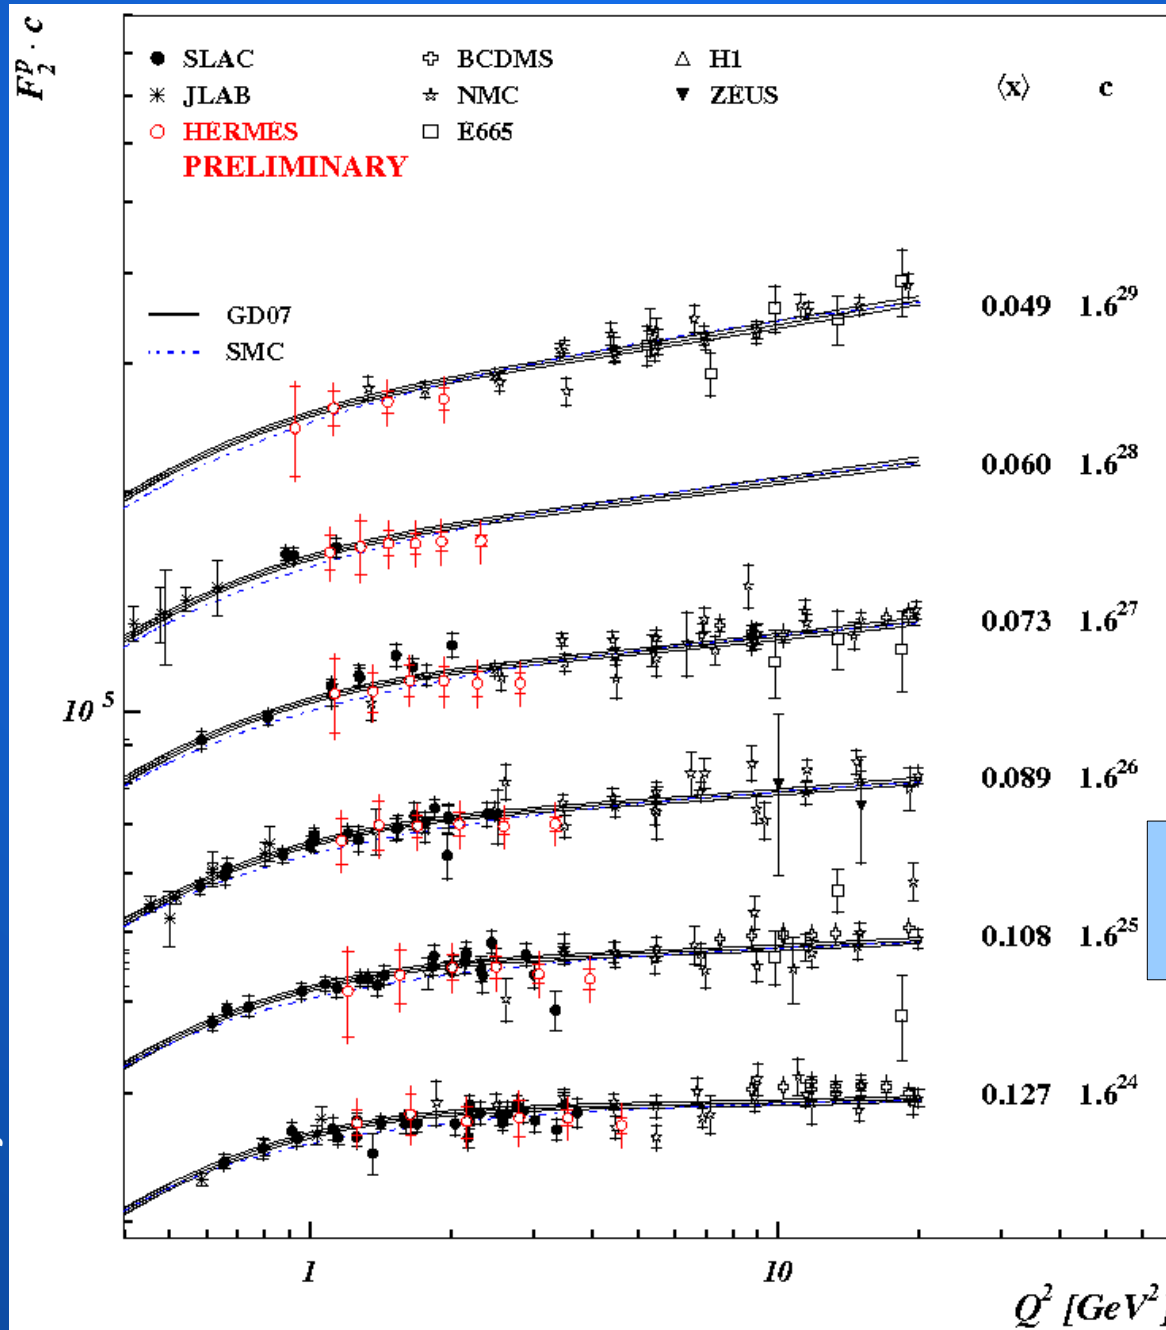 F₂ᵖ · c
SLAC BCDMS H1 ⟨x⟩ c
JLAB NMC ZEUS
HERMES E665
PRELIMINARY
GD07
SMC
0.049 1.6²⁹
0.060 1.6²⁸
0.073 1.6²⁷
10⁵
0.089 1.6²⁶
0.108 1.6²⁵
0.127 1.6²⁴
1 10
Q² [GeV²]